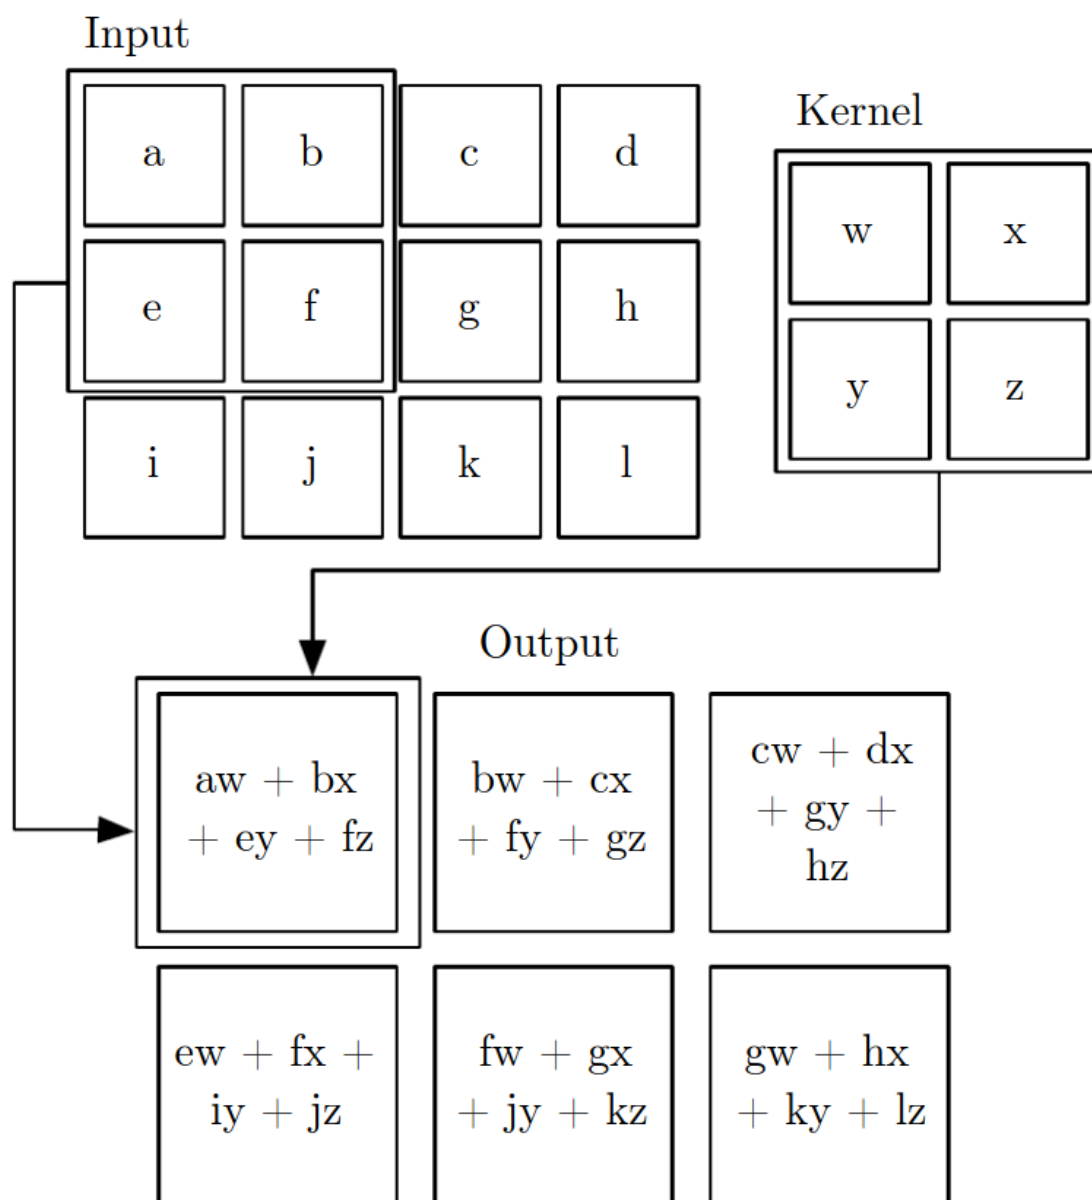 Input
Kernel
a b c d
w x
e f g h
y z
i j k l
Output
aw + bx
+ ey + fz
bw + cx
+ fy + gz
cw + dx
+ gy +
hz
ew + fx +
iy + jz
fw + gx
+ jy + kz
gw + hx
+ ky + lz